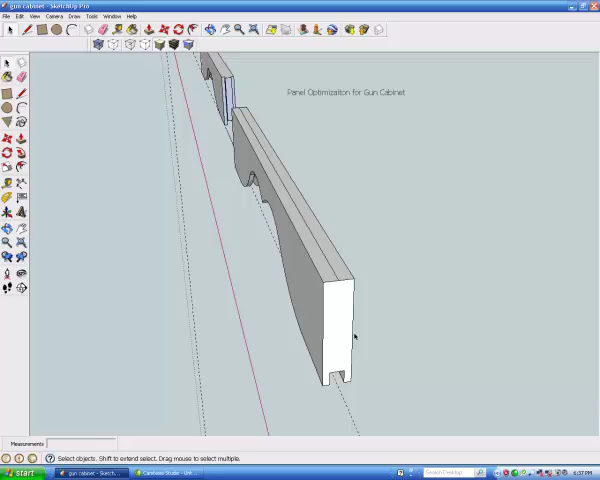 gun cabinet - SketchUp Pro
File Edit View Camera Draw Tools Window Help
Panel Optimizaiton for Gun Cabinet
Measurements
Select objects. Shift to extend select. Drag mouse to select multiple.
start
gun cabinet - Sketch...
Camtasia Studio - Unt...
Search Desktop
6:37 PM